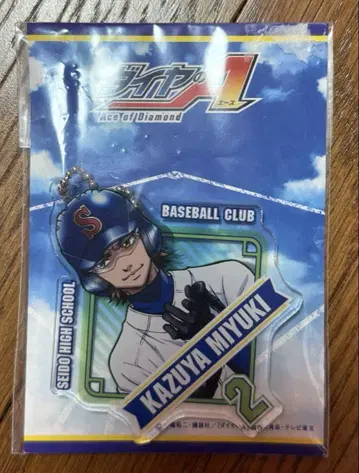 ダイヤのA
エース
Ace of Diamond
S
BASEBALL CLUB
SEIDO HIGH SCHOOL
KAZUYA MIYUKI
2